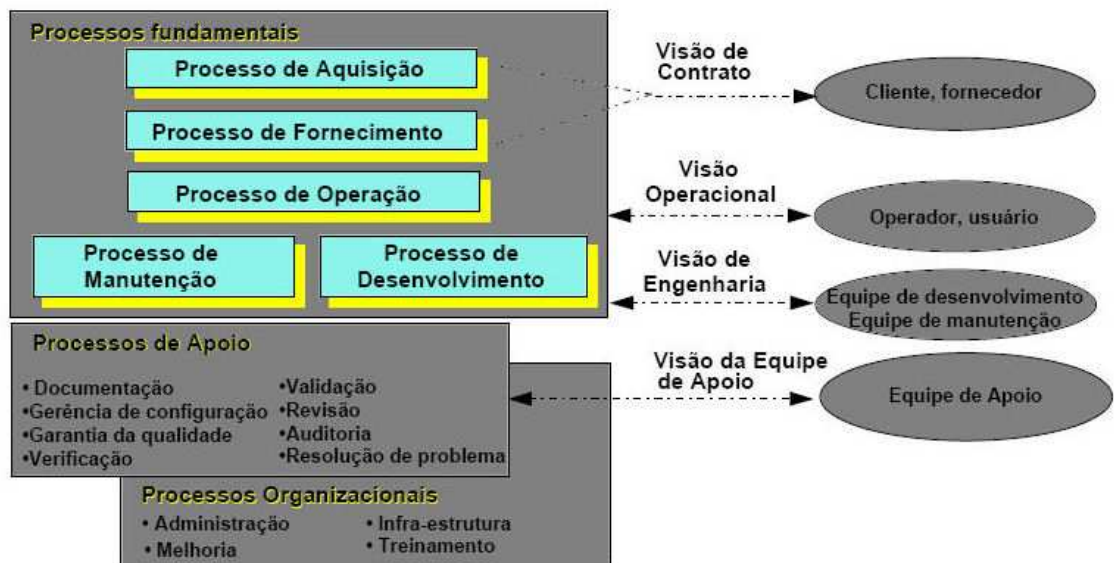 Processos fundamentais
Processo de Aquisição
Processo de Fornecimento
Processo de Operação
Processo de
Manutenção
Processo de
Desenvolvimento
Visão de
Contrato
Cliente, fornecedor
Visão
Operacional
Operador, usuário
Visão de
Engenharia
Equipe de desenvolvimento
Equipe de manutenção
Processos de Apoio
• Documentação
•Gerência de configuração
•Garantia da qualidade
•Verificação
•Validação
•Revisão
•Auditoria
•Resolução de problema
Visão da Equipe
de Apoio
Equipe de Apoio
Processos Organizacionais
• Administração
• Melhoria
• Infra-estrutura
• Treinamento